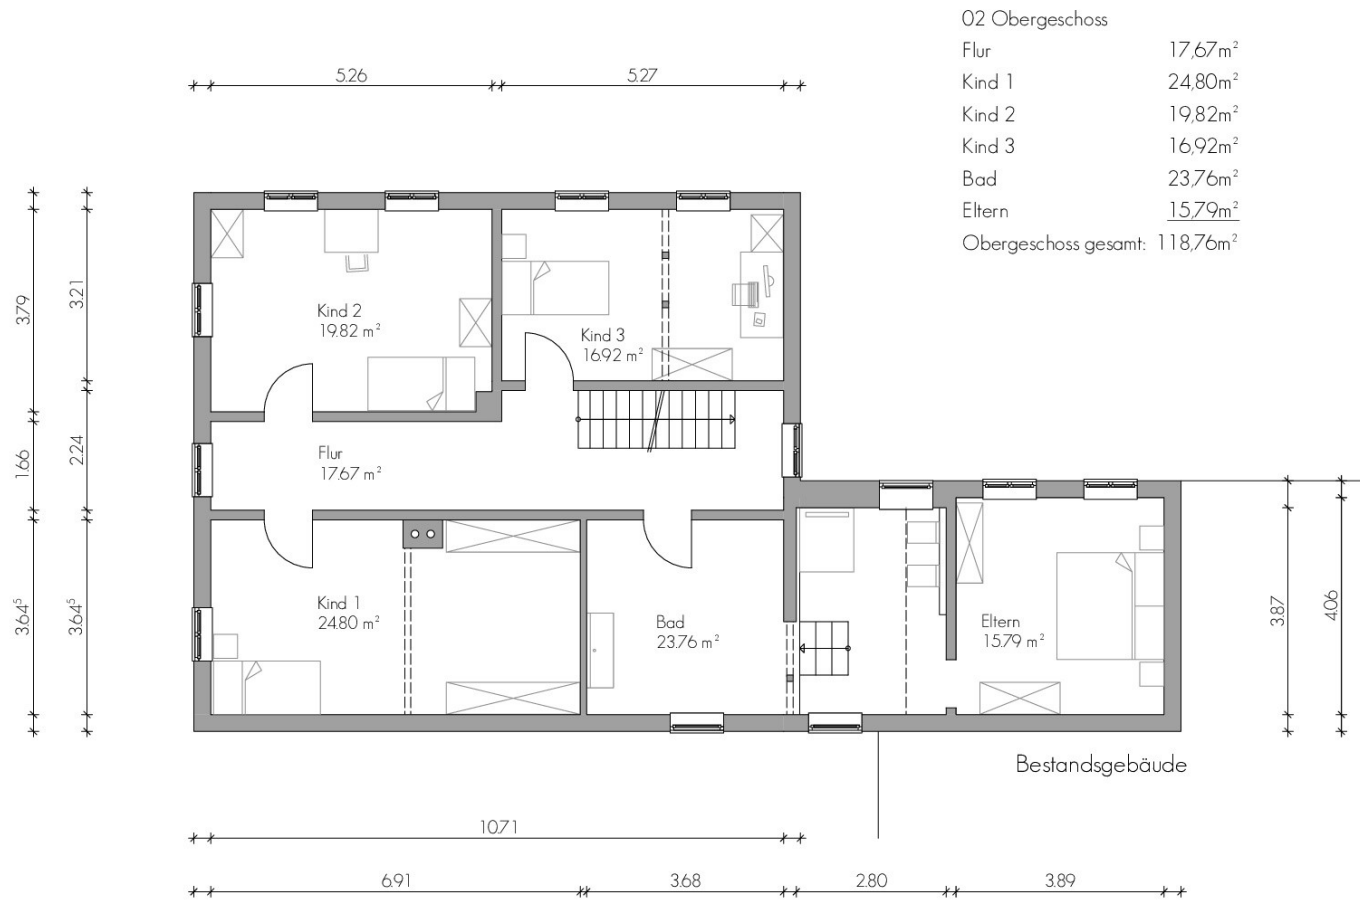 02 Obergeschoss
Flur 17,67m²
Kind 1 24,80m²
Kind 2 19,82m²
Kind 3 16,92m²
Bad 23,76m²
Eltern 15,79m²
Obergeschoss gesamt: 118,76m²
5.26 5.27
3.79
3.21
1.66
2.24
3.64⁵
3.64⁵
Kind 2
19.82 m²
Kind 3
16.92 m²
Flur
17.67 m²
Kind 1
24.80 m²
Bad
23.76 m²
Eltern
15.79 m²
3.87
4.06
Bestandsgebäude
10.71
6.91 3.68 2.80 3.89